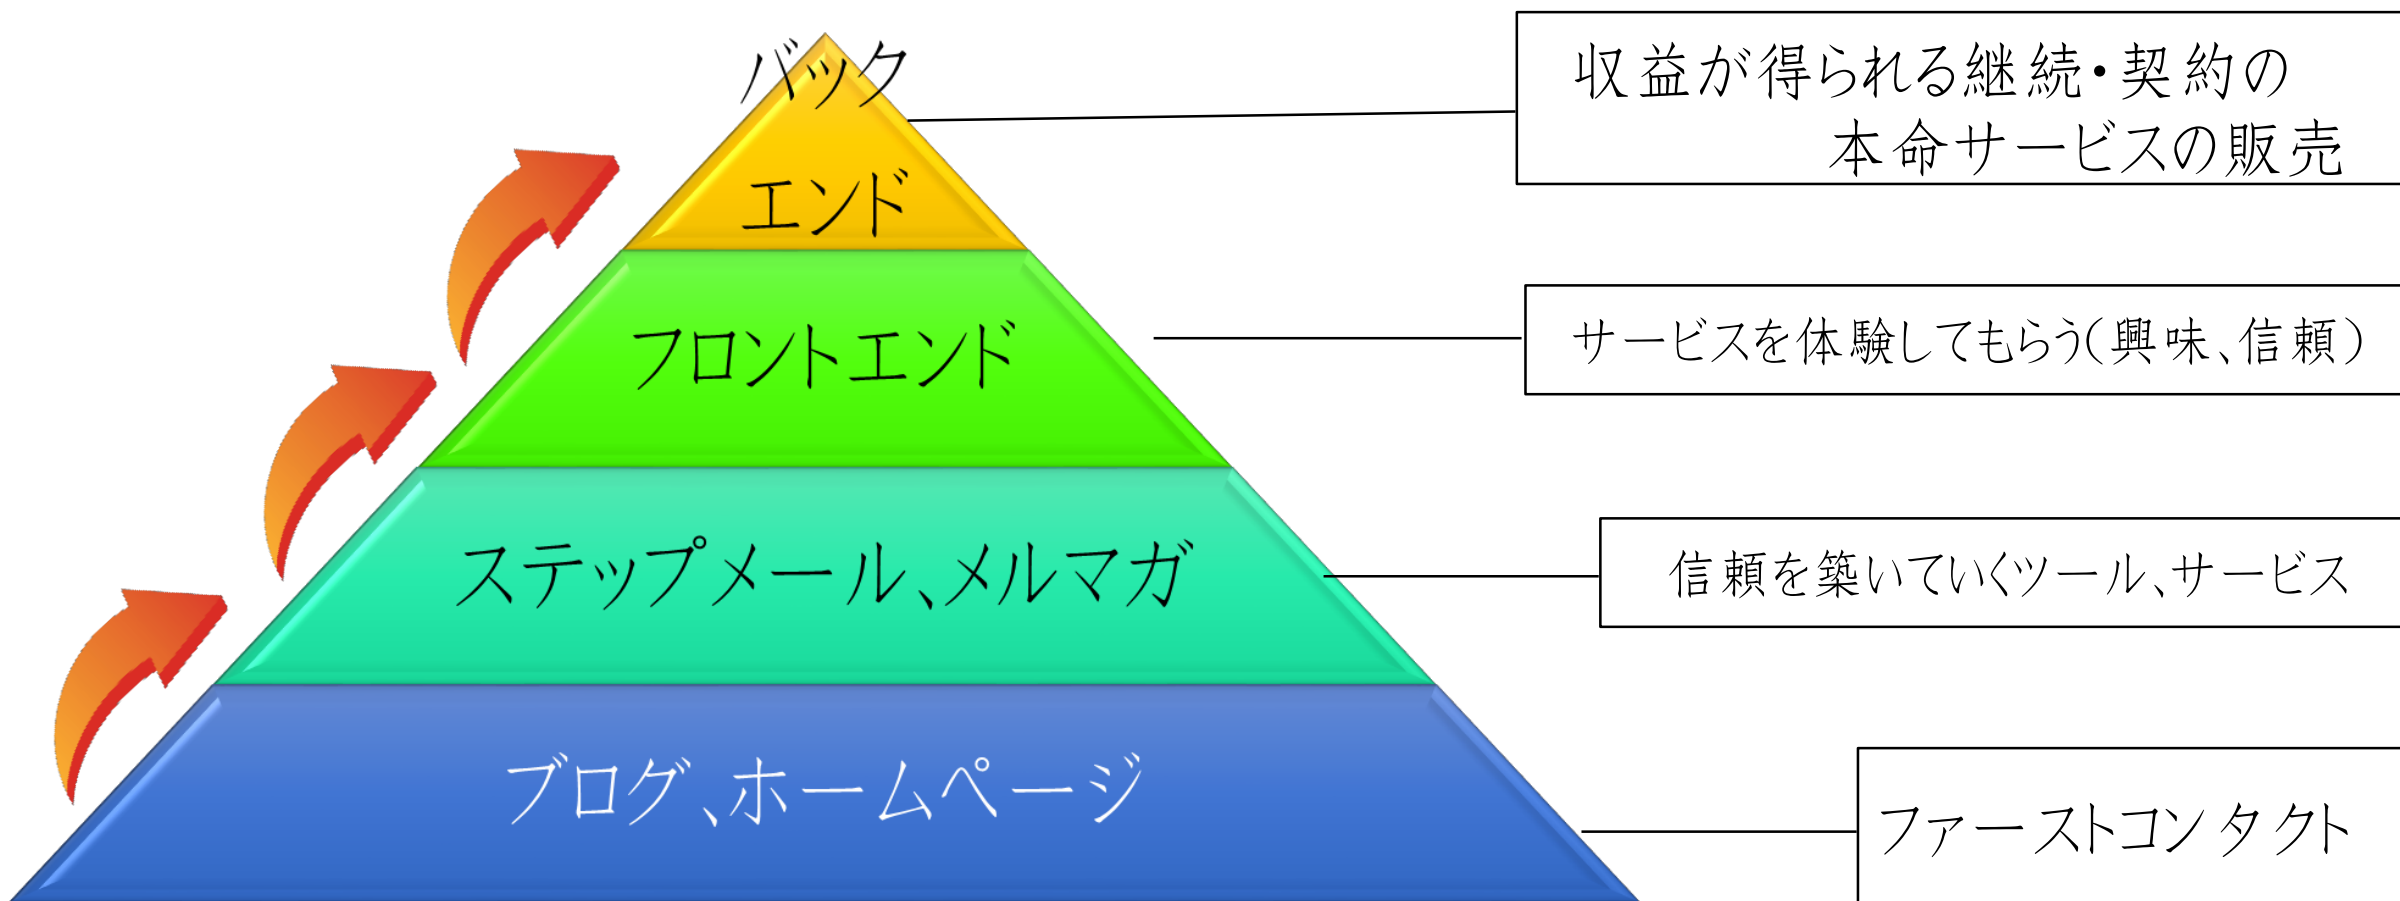 バック
エンド
収益が得られる継続・契約の
本命サービスの販売
フロントエンド
サービスを体験してもらう(興味、信頼)
ステップメール、メルマガ
信頼を築いていくツール、サービス
ブログ、ホームページ
ファーストコンタクト